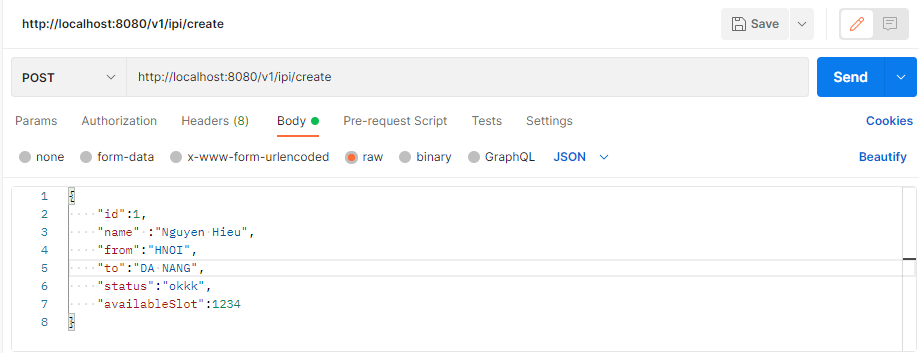 http://localhost:8080/v1/ipi/create Save
POST http://localhost:8080/v1/ipi/create Send
Params Authorization Headers (8) Body Pre-request Script Tests Settings Cookies
none form-data x-www-form-urlencoded raw binary GraphQL JSON Beautify
1 {
2 "id":1,
3 "name" :"Nguyen Hieu",
4 "from":"HNOI",
5 "to":"DA NANG",
6 "status":"okkk",
7 "availableSlot":1234
8 }